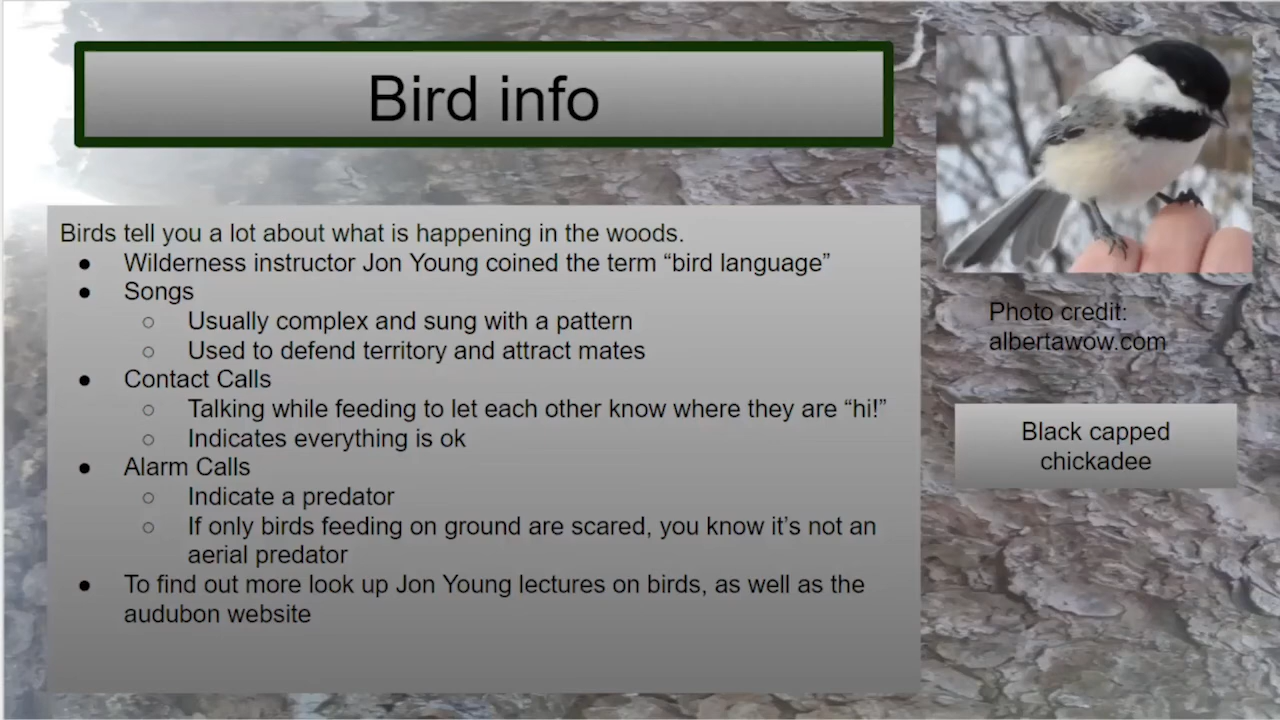 Bird info
Birds tell you a lot about what is happening in the woods.
● Wilderness instructor Jon Young coined the term “bird language”
● Songs
○ Usually complex and sung with a pattern
○ Used to defend territory and attract mates
● Contact Calls
○ Talking while feeding to let each other know where they are “hi!”
○ Indicates everything is ok
● Alarm Calls
○ Indicate a predator
○ If only birds feeding on ground are scared, you know it’s not an
aerial predator
● To find out more look up Jon Young lectures on birds, as well as the
audubon website
Photo credit:
albertawow.com
Black capped
chickadee